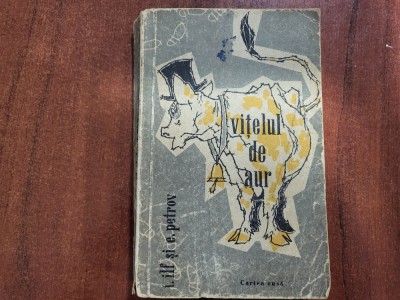 vițelul
de
aur
i. ilf și e. petrov
Cartea rusă